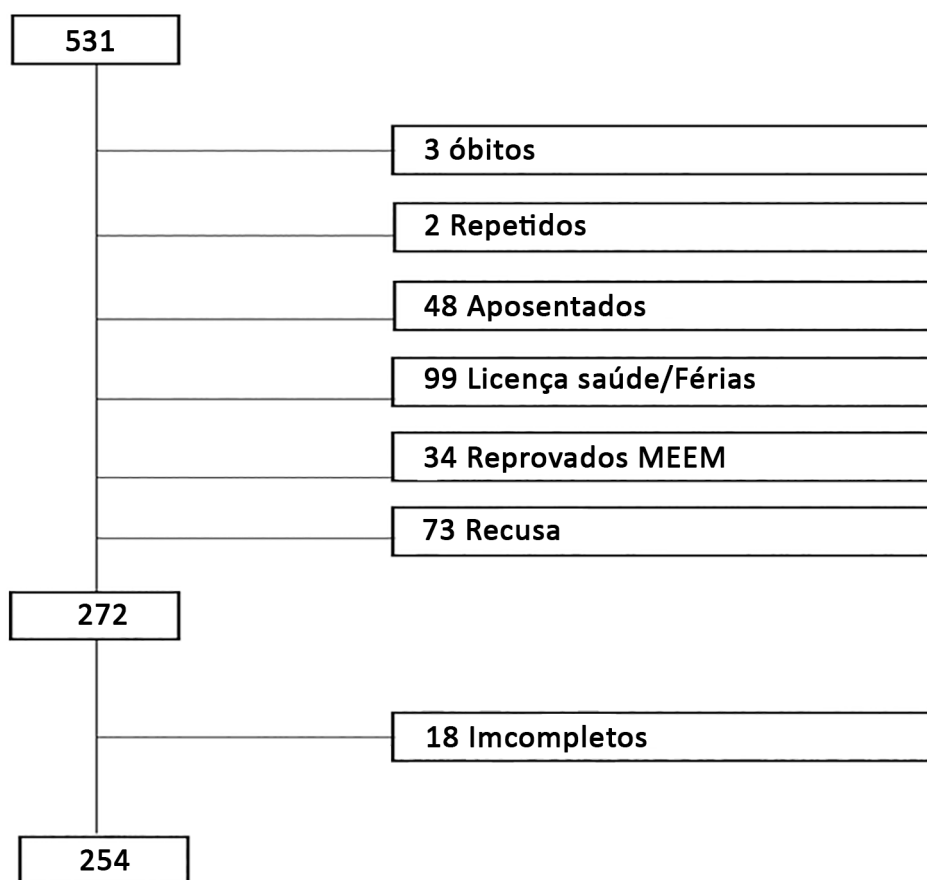 531
3 óbitos
2 Repetidos
48 Aposentados
99 Licença saúde/Férias
34 Reprovados MEEM
73 Recusa
272
18 Imcompletos
254